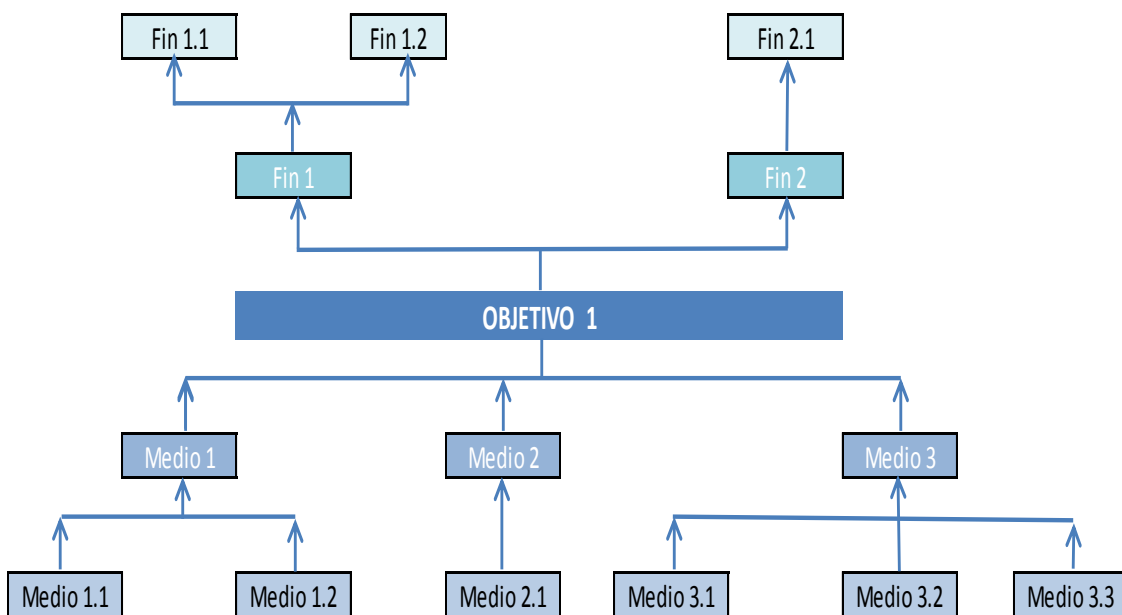 Fin 1.1
Fin 1.2
Fin 2.1
Fin 1
Fin 2
OBJETIVO 1
Medio 1
Medio 2
Medio 3
Medio 1.1
Medio 1.2
Medio 2.1
Medio 3.1
Medio 3.2
Medio 3.3